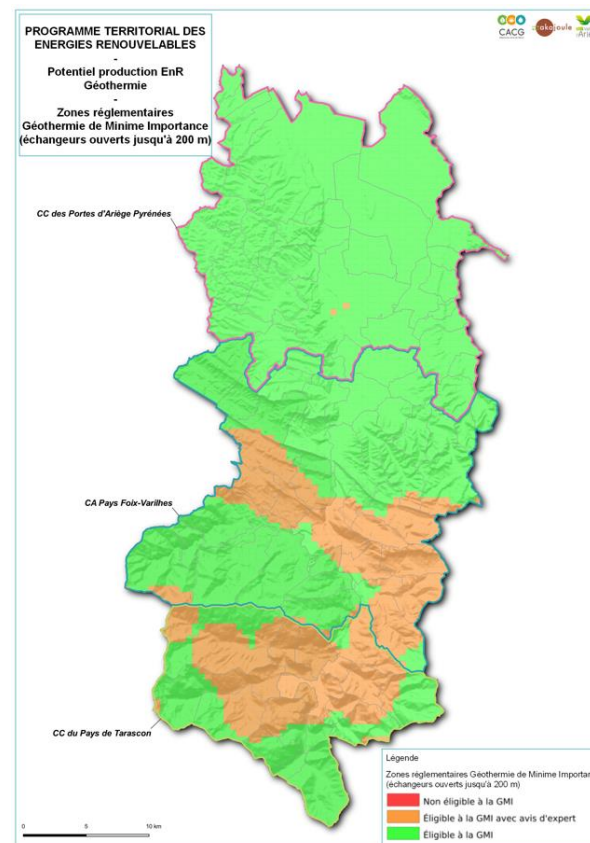 PROGRAMME TERRITORIAL DES
ENERGIES RENOUVELABLES
-
Potentiel production EnR
Géothermie
-
Zones réglementaires
Géothermie de Minime Importance
(échangeurs ouverts jusqu'à 200 m)
CACG
akajoule
CC des Portes d'Ariège Pyrénées
CA Pays Foix-Varilhes
CC du Pays de Tarascon
Légende
Zones réglementaires Géothermie de Minime Importan
(échangeurs ouverts jusqu'à 200 m)
Non éligible à la GMI
Éligible à la GMI avec avis d'expert
Éligible à la GMI
0 5 10 km